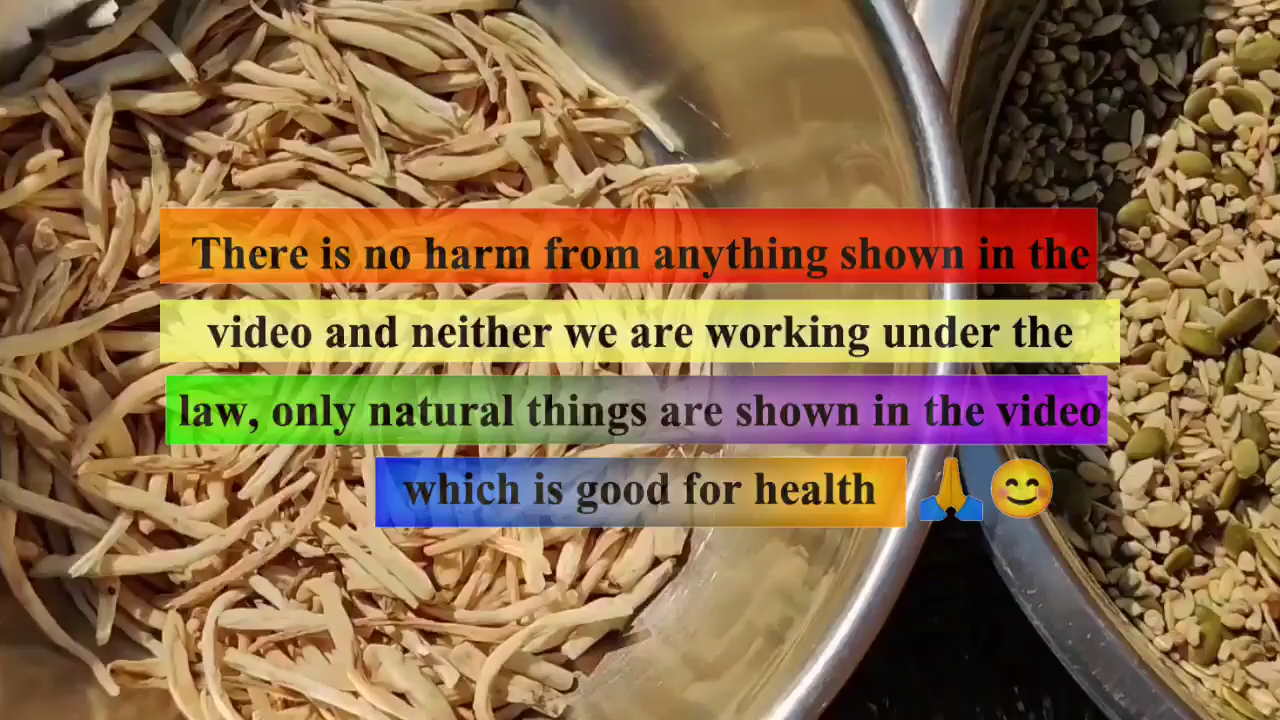 There is no harm from anything shown in the
video and neither we are working under the
law, only natural things are shown in the video
which is good for health 🙏😊